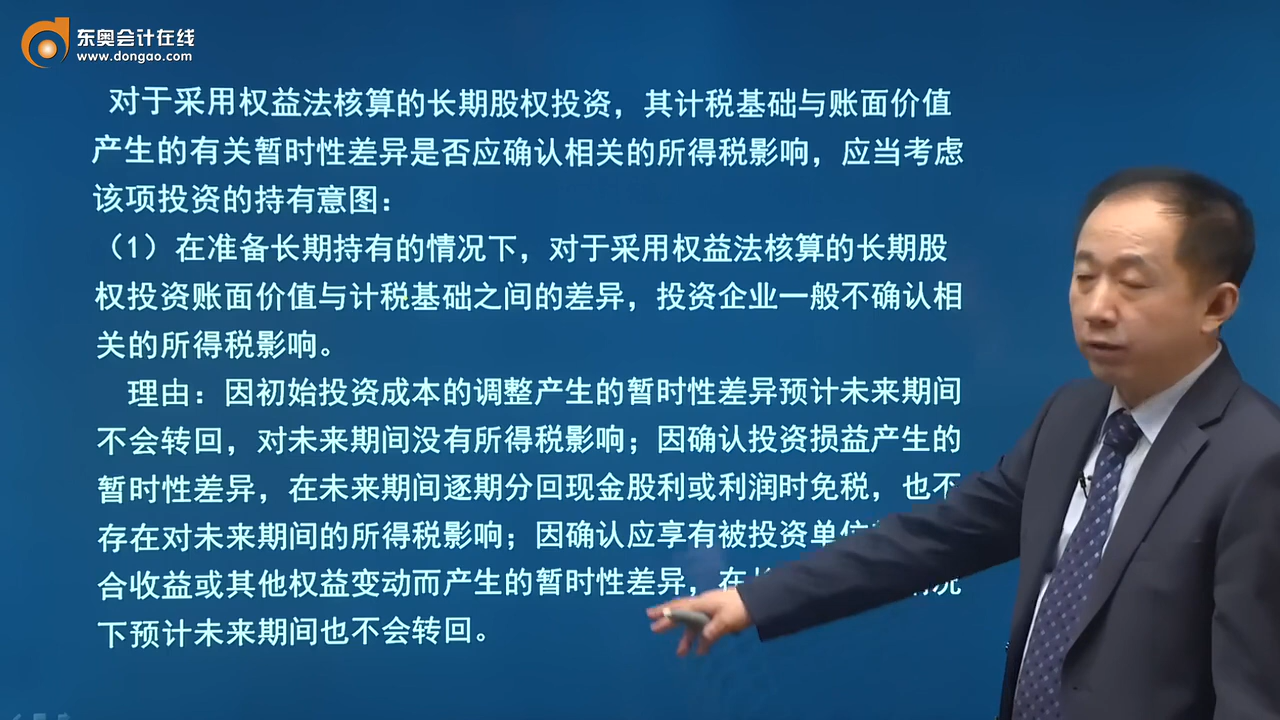 东奥会计在线
www.dongao.com
对于采用权益法核算的长期股权投资，其计税基础与账面价值
产生的有关暂时性差异是否应确认相关的所得税影响，应当考虑
该项投资的持有意图：
（1）在准备长期持有的情况下，对于采用权益法核算的长期股
权投资账面价值与计税基础之间的差异，投资企业一般不确认相
关的所得税影响。
理由：因初始投资成本的调整产生的暂时性差异预计未来期间
不会转回，对未来期间没有所得税影响；因确认投资损益产生的
暂时性差异，在未来期间逐期分回现金股利或利润时免税，也不
存在对未来期间的所得税影响；因确认应享有被投资单位
合收益或其他权益变动而产生的暂时性差异，在 况
下预计未来期间也不会转回。